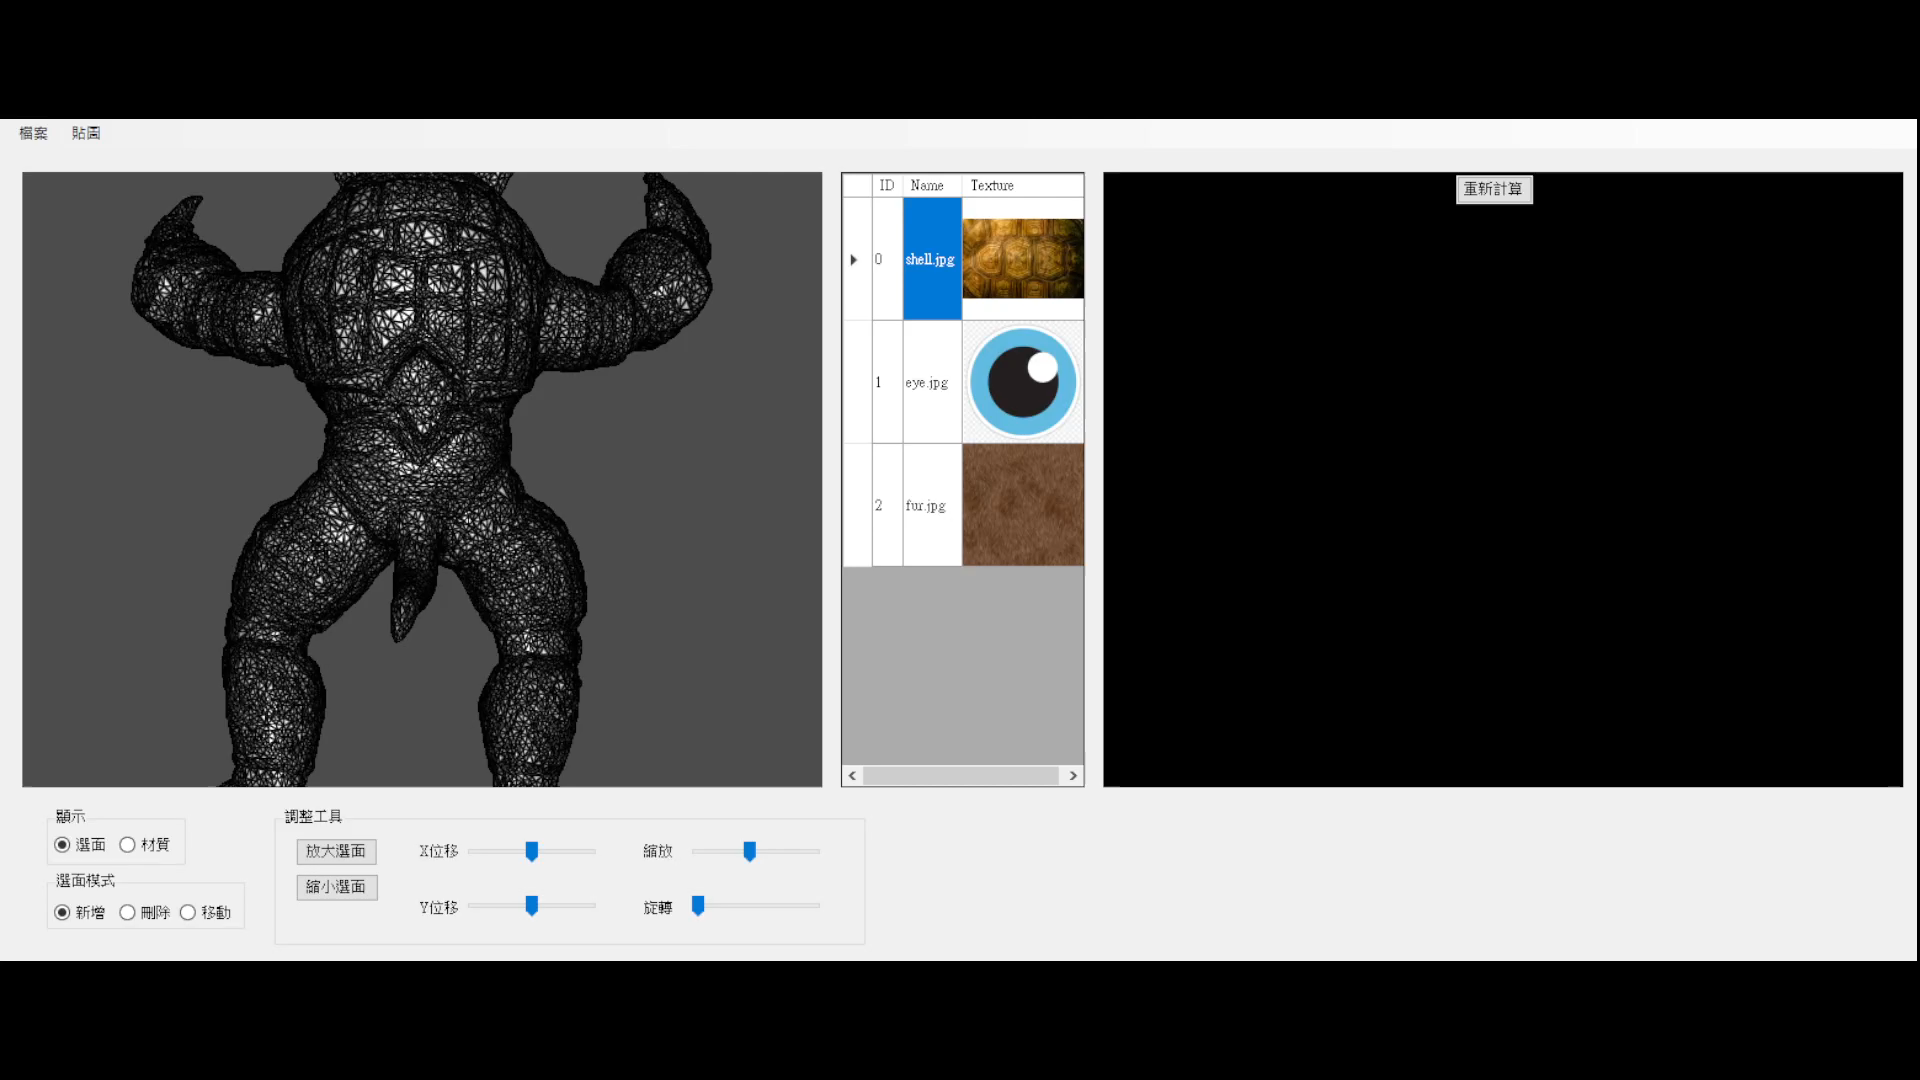 檔案 貼圖
ID Name Texture
重新計算
0 shell.jpg
1 eye.jpg
2 fur.jpg
顯示
選面 材質
選面模式
新增 刪除 移動
調整工具
放大選面 X位移 縮放
縮小選面
Y位移 旋轉